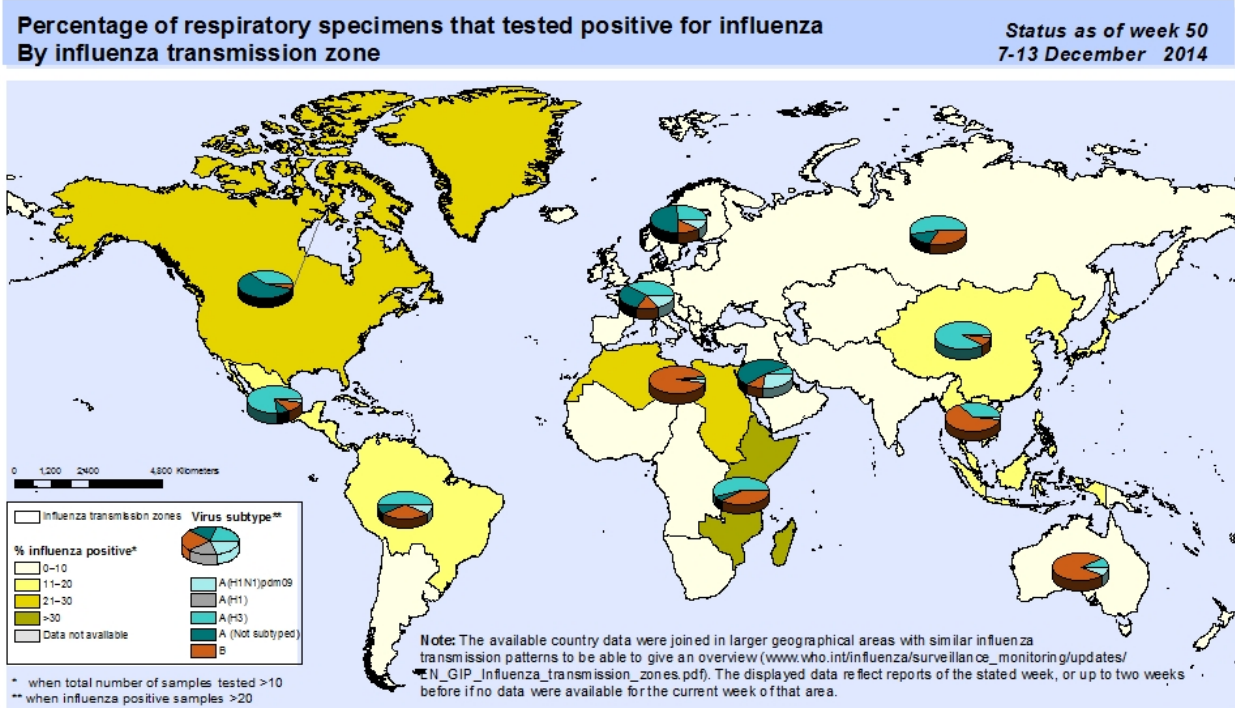 Percentage of respiratory specimens that tested positive for influenza
By influenza transmission zone
Status as of week 50
7-13 December 2014
0 1,200 2,400 4,800 Kilometers
Influenza transmission zones
% influenza positive*
0–10
11–20
21–30
>30
Data not available
Virus subtype**
A(H1N1)pdm09
A(H1)
A(H3)
A (Not subtyped)
B
* when total number of samples tested >10
** when influenza positive samples >20
Note: The available country data were joined in larger geographical areas with similar influenza
transmission patterns to be able to give an overview (www.who.int/influenza/surveillance_monitoring/updates/
EN_GIP_Influenza_transmission_zones.pdf). The displayed data reflect reports of the stated week, or up to two weeks
before if no data were available for the current week of that area.